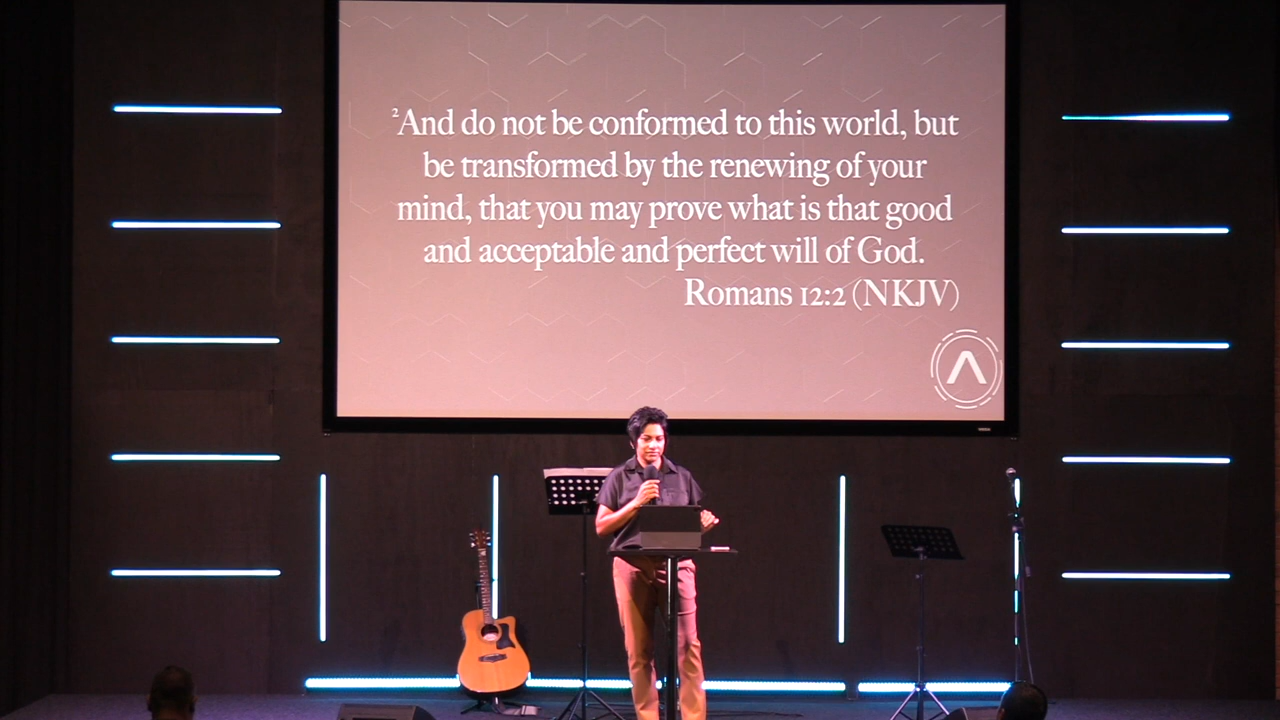 ²And do not be conformed to this world, but
be transformed by the renewing of your
mind, that you may prove what is that good
and acceptable and perfect will of God.
Romans 12:2 (NKJV)